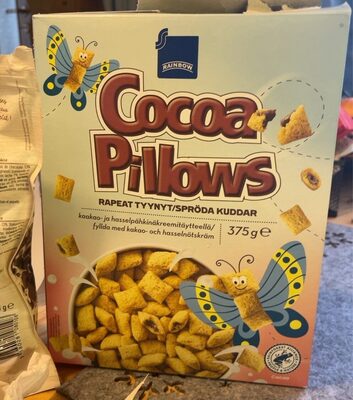 RAINBOW
Cocoa
Pillows
RAPEAT TYYNYT/SPRÖDA KUDDAR
kaakao- ja hasselpähkinäkreemitäytteellä/
fyllda med kakao- och hasselnötskräm
375g e